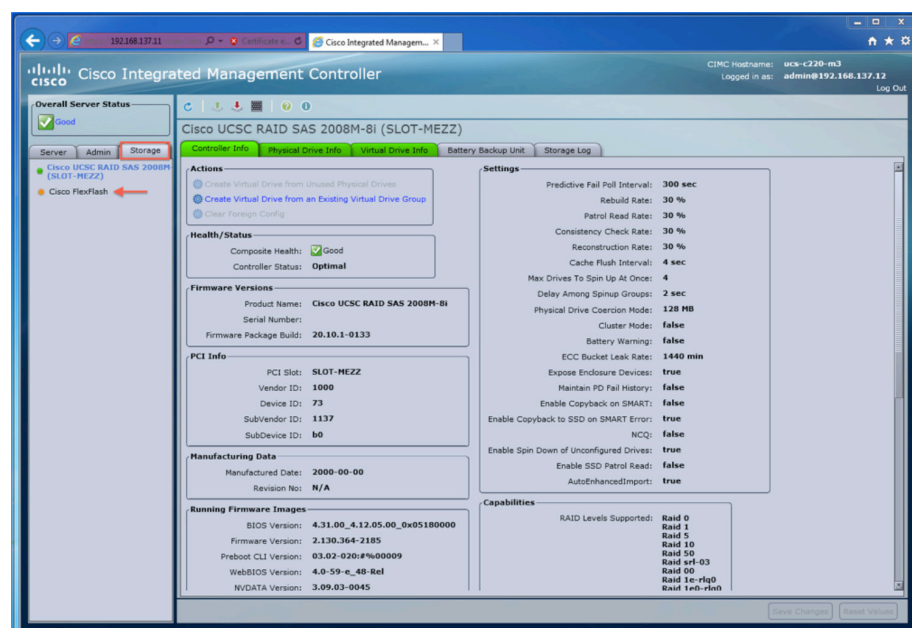 192.168.137.11
Certificate e...
Cisco Integrated Managem...
CISCO
Cisco Integrated Management Controller
CIMC Hostname: ucs-c220-m3
Logged in as: admin@192.168.137.12
Log Out
Overall Server Status
Good
Server Admin Storage
Cisco UCSC RAID SAS 2008M-
(SLOT-MEZZ)
Cisco FlexFlash
Cisco UCSC RAID SAS 2008M-8i (SLOT-MEZZ)
Controller Info Physical Drive Info Virtual Drive Info Battery Backup Unit Storage Log
Actions
Create Virtual Drive from Unused Physical Drives
Create Virtual Drive from an Existing Virtual Drive Group
Clear Foreign Config
Health/Status
Composite Health: Good
Controller Status: Optimal
Firmware Versions
Product Name: Cisco UCSC RAID SAS 2008M-8i
Serial Number:
Firmware Package Build: 20.10.1-0133
PCI Info
PCI Slot: SLOT-MEZZ
Vendor ID: 1000
Device ID: 73
SubVendor ID: 1137
SubDevice ID: b0
Manufacturing Data
Manufactured Date: 2000-00-00
Revision No: N/A
Running Firmware Images
BIOS Version: 4.31.00_4.12.05.00_0x05180000
Firmware Version: 2.130.364-2185
Preboot CLI Version: 03.02-020:#%00009
WebBIOS Version: 4.0-59-e_48-Rel
NVDATA Version: 3.09.03-0045
Settings
Predictive Fail Poll Interval: 300 sec
Rebuild Rate: 30 %
Patrol Read Rate: 30 %
Consistency Check Rate: 30 %
Reconstruction Rate: 30 %
Cache Flush Interval: 4 sec
Max Drives To Spin Up At Once: 4
Delay Among Spinup Groups: 2 sec
Physical Drive Coercion Mode: 128 MB
Cluster Mode: false
Battery Warning: false
ECC Bucket Leak Rate: 1440 min
Expose Enclosure Devices: true
Maintain PD Fail History: false
Enable Copyback on SMART: false
Enable Copyback to SSD on SMART Error: true
NCQ: false
Enable Spin Down of Unconfigured Drives: true
Enable SSD Patrol Read: false
AutoEnhancedImport: true
Capabilities
RAID Levels Supported: Raid 0
Raid 1
Raid 5
Raid 10
Raid 50
Raid srl-03
Raid 00
Raid 1e-rlq0
Raid 1e0-rlq0
Save Changes Reset Values